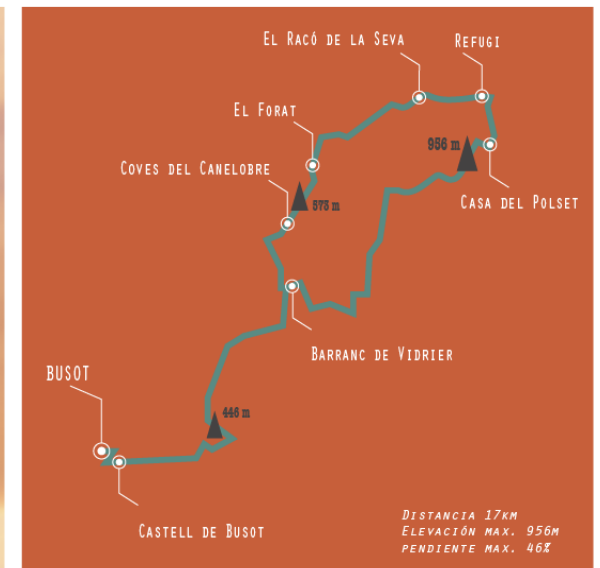 EL RACÓ DE LA SEVA
REFUGI
EL FORAT
956 m
COVES DEL CANELOBRE
CASA DEL POLSET
575 m
BARRANC DE VIDRIER
BUSOT
446 m
CASTELL DE BUSOT
DISTANCIA 17KM
ELEVACIÓN MAX. 956M
PENDIENTE MAX. 46%